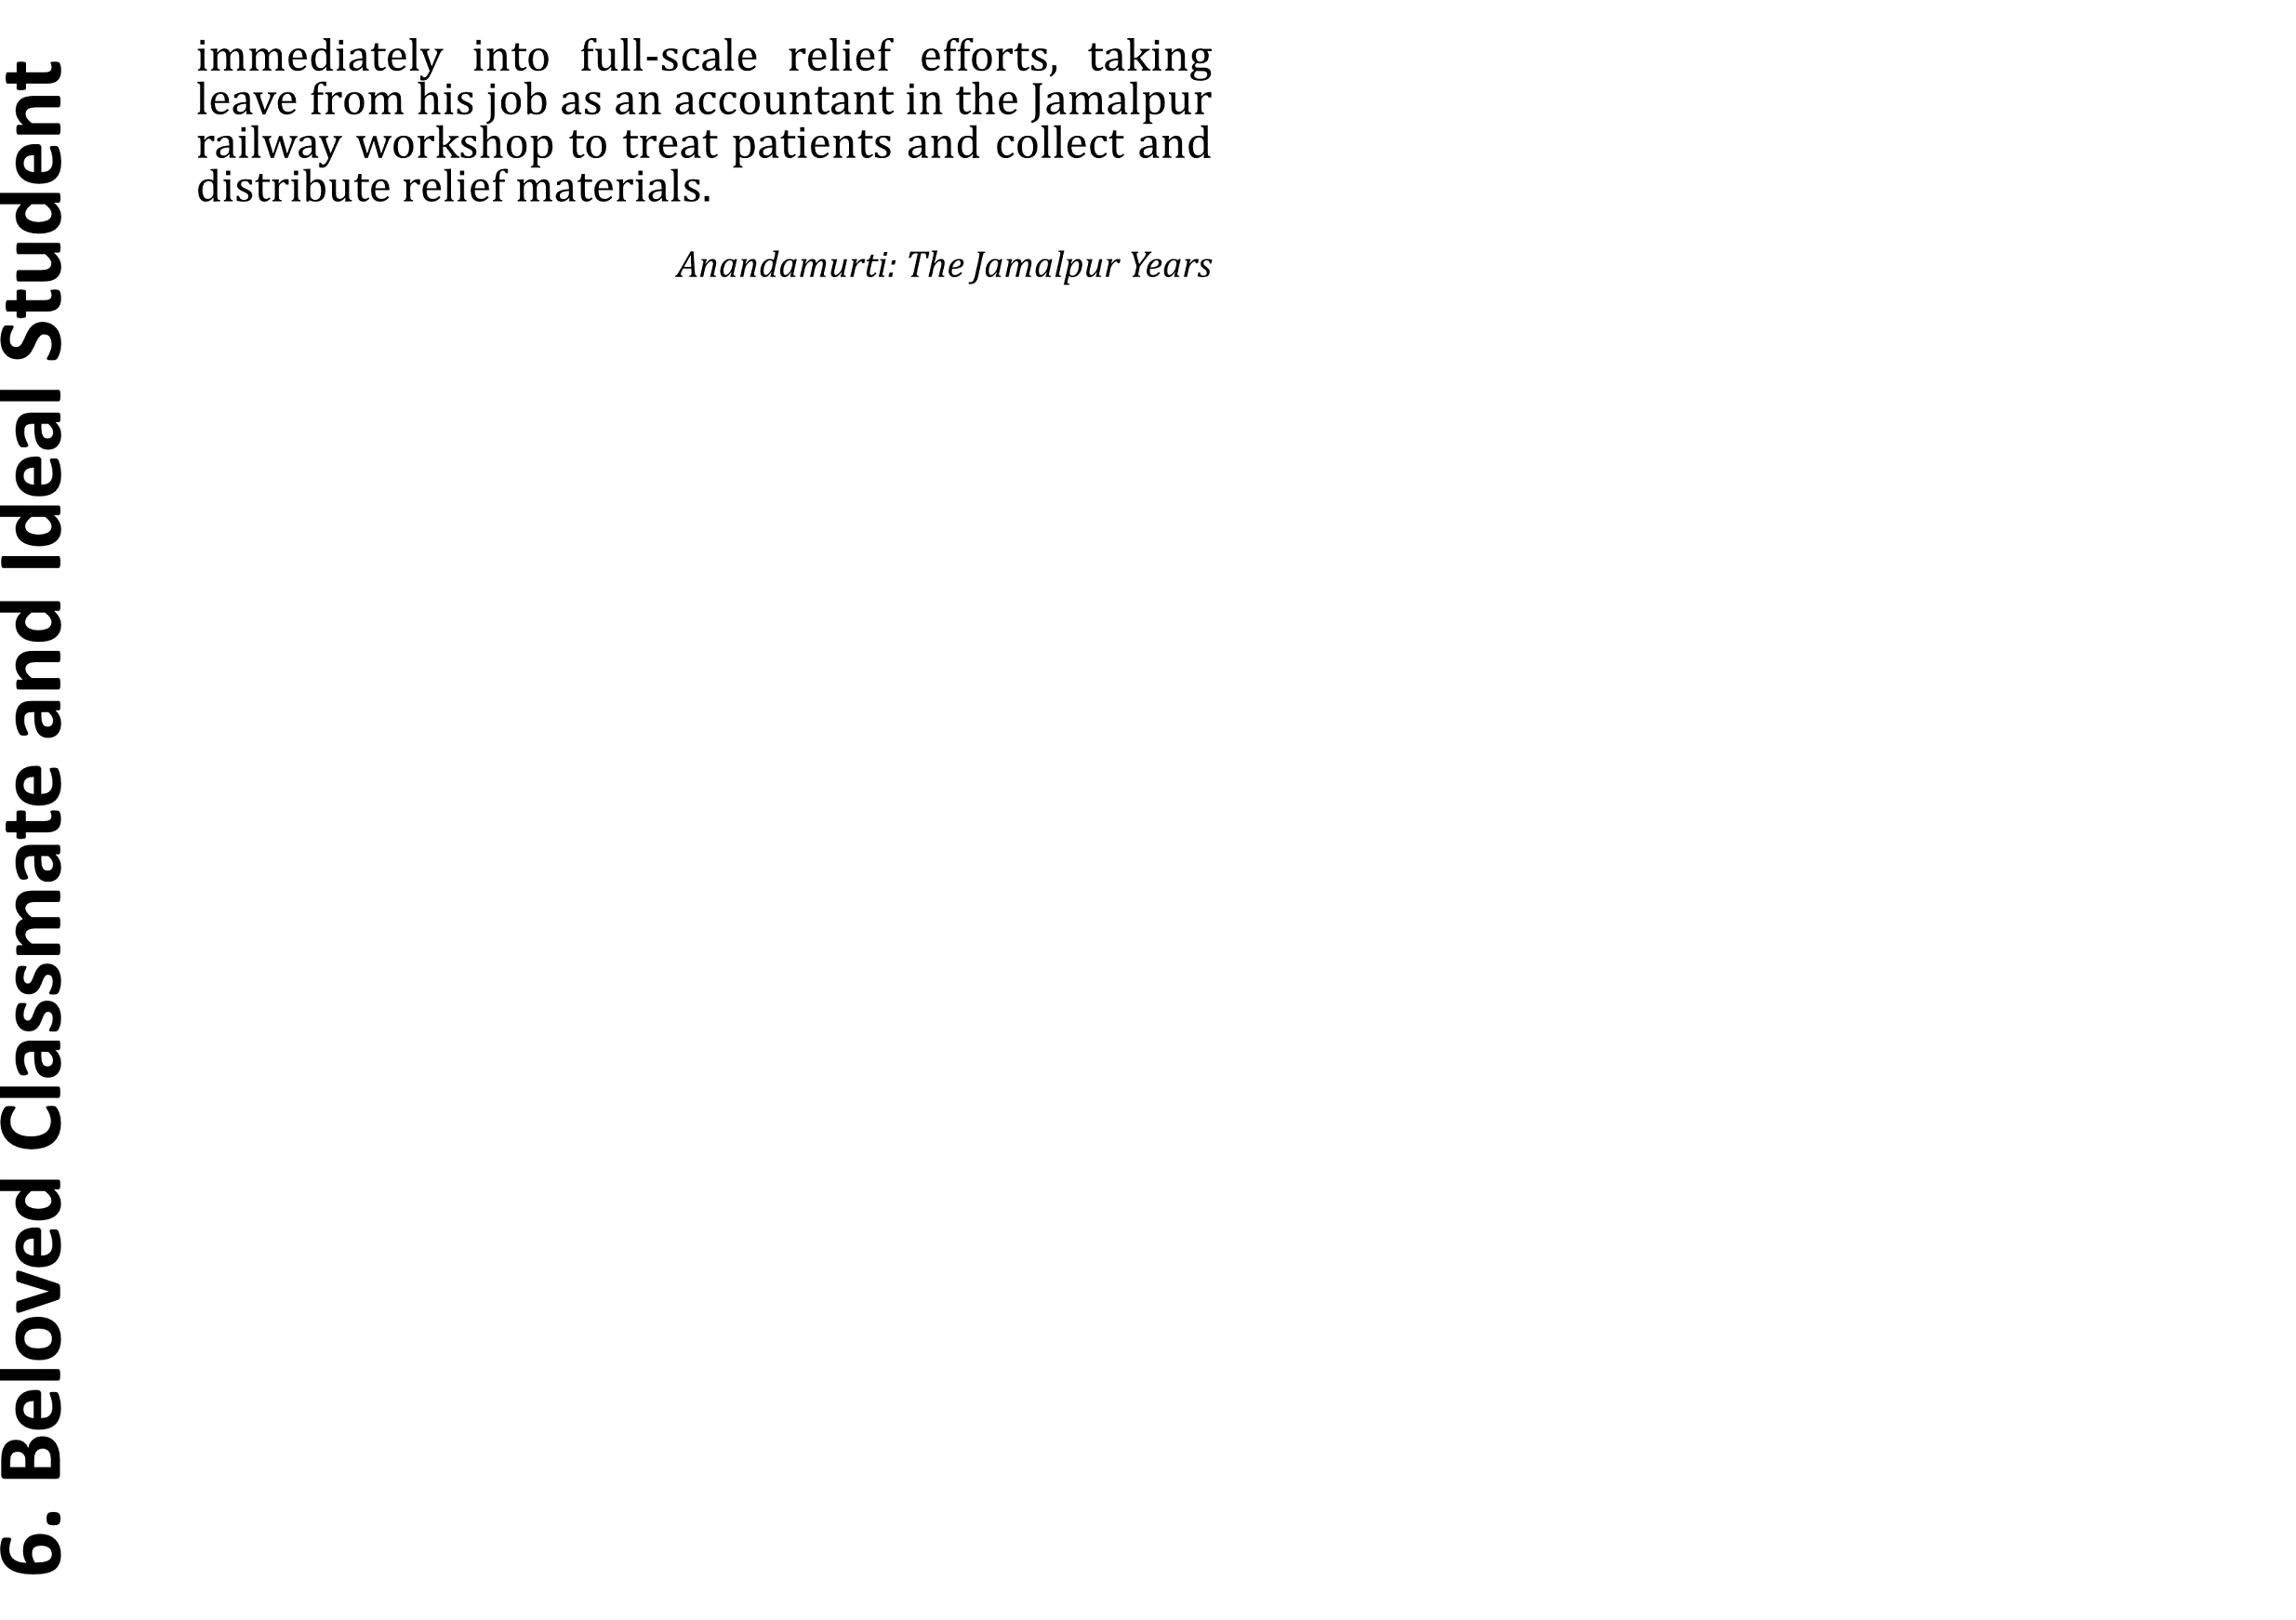 6. Beloved Classmate and Ideal Student
immediately into full-scale relief efforts, taking
leave from his job as an accountant in the Jamalpur
railway workshop to treat patients and collect and
distribute relief materials.
Anandamurti: The Jamalpur Years